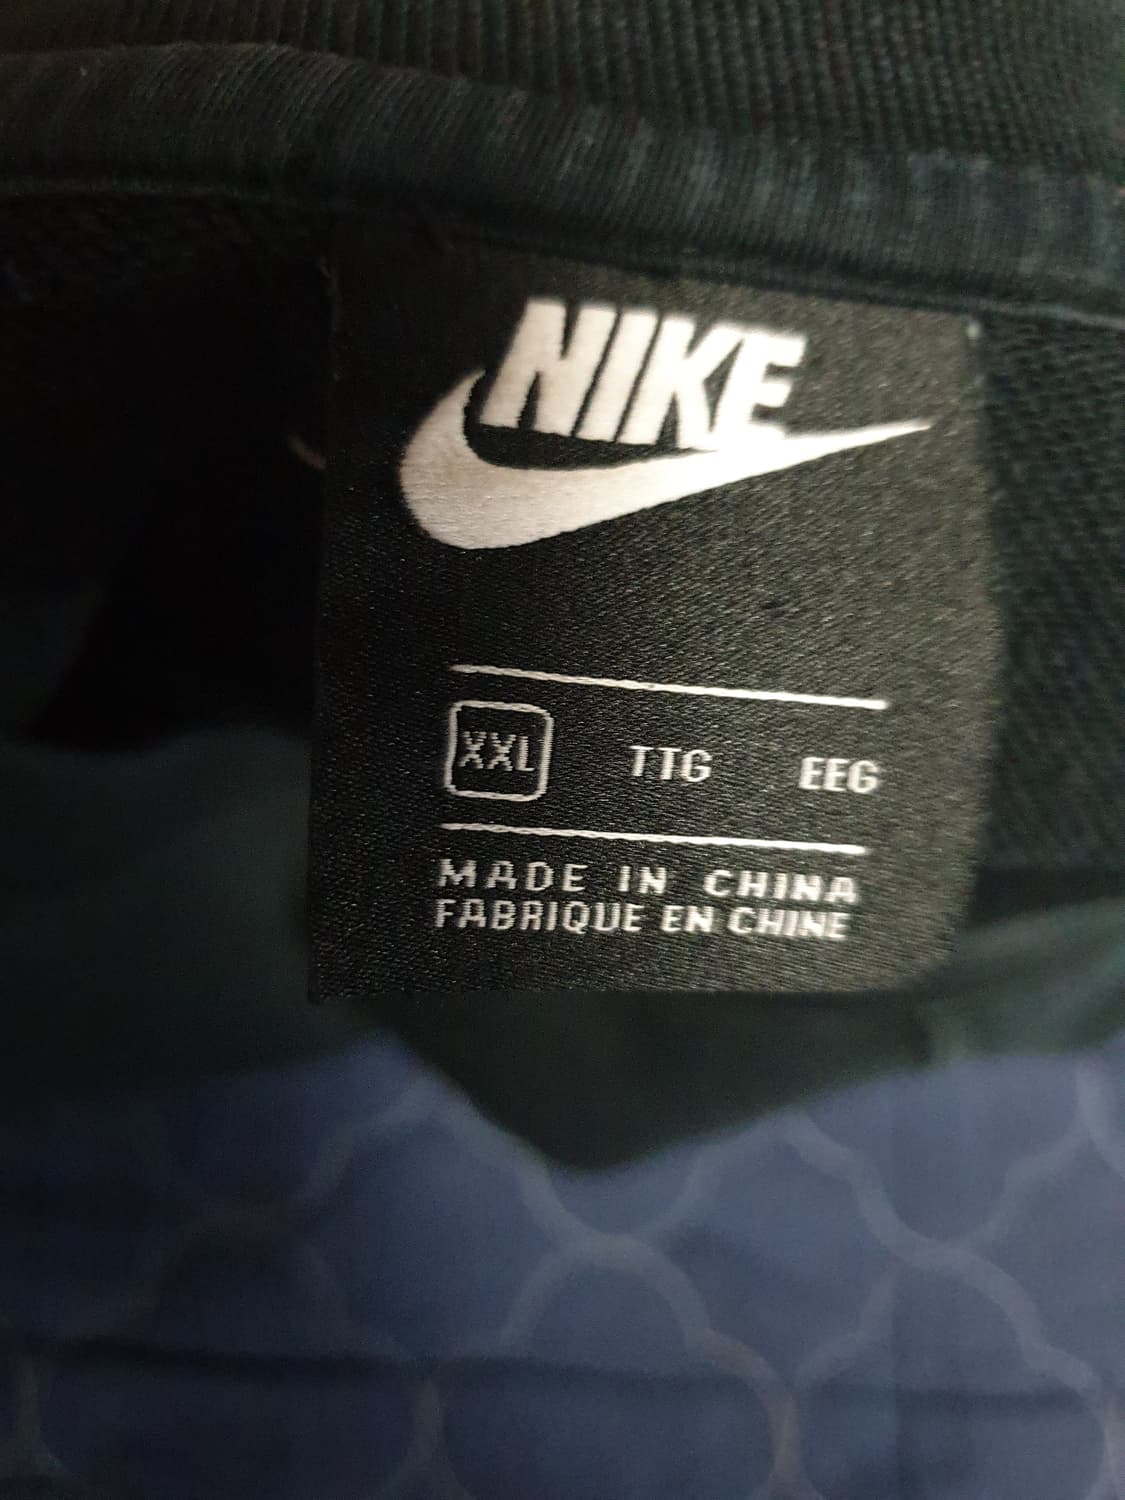 NIKE
XXL TTG EEG
MADE IN CHINA
FABRIQUE EN CHINE